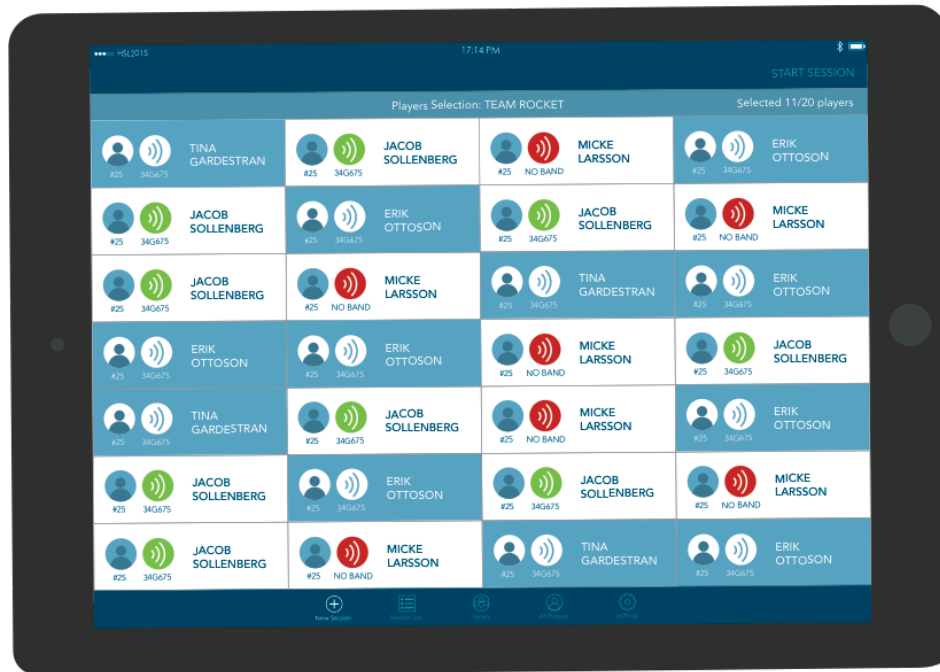 HSL2015
17:14 PM
START SESSION
Players Selection: TEAM ROCKET
Selected 11/20 players
TINA
GARDESTRAN
#25 34G675
JACOB
SOLLENBERG
#25 34G675
MICKE
LARSSON
#25 NO BAND
ERIK
OTTOSON
#25 34G675
JACOB
SOLLENBERG
#25 34G675
ERIK
OTTOSON
#25 34G675
JACOB
SOLLENBERG
#25 34G675
MICKE
LARSSON
#25 NO BAND
JACOB
SOLLENBERG
#25 34G675
MICKE
LARSSON
#25 NO BAND
TINA
GARDESTRAN
#25 34G675
ERIK
OTTOSON
#25 34G675
ERIK
OTTOSON
#25 34G675
ERIK
OTTOSON
#25 34G675
MICKE
LARSSON
#25 NO BAND
JACOB
SOLLENBERG
#25 34G675
TINA
GARDESTRAN
#25 34G675
JACOB
SOLLENBERG
#25 34G675
MICKE
LARSSON
#25 NO BAND
ERIK
OTTOSON
#25 34G675
JACOB
SOLLENBERG
#25 34G675
ERIK
OTTOSON
#25 34G675
JACOB
SOLLENBERG
#25 34G675
MICKE
LARSSON
#25 NO BAND
JACOB
SOLLENBERG
#25 34G675
MICKE
LARSSON
#25 NO BAND
TINA
GARDESTRAN
#25 34G675
ERIK
OTTOSON
#25 34G675
New Session
Session List
Teams
All Players
Settings